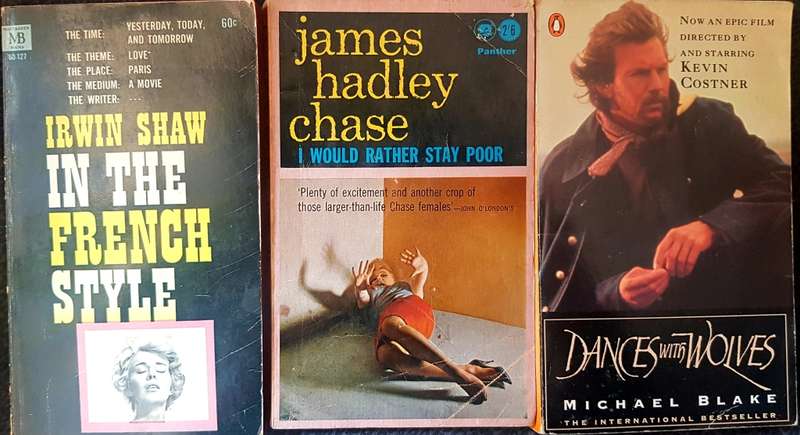 MB
60-127
60c
THE TIME: YESTERDAY, TODAY,
AND TOMORROW
THE THEME: LOVE
THE PLACE: PARIS
THE MEDIUM: A MOVIE
THE WRITER: ---
IRWIN SHAW
IN THE
FRENCH
STYLE
james
hadley
chase
2'6
Panther
I WOULD RATHER STAY POOR
'Plenty of excitement and another crop of
those larger-than-life Chase females'—JOHN O'LONDON'S
NOW AN EPIC FILM
DIRECTED BY
AND STARRING
KEVIN
COSTNER
DANCES WITH WOLVES
MICHAEL BLAKE
THE INTERNATIONAL BESTSELLER